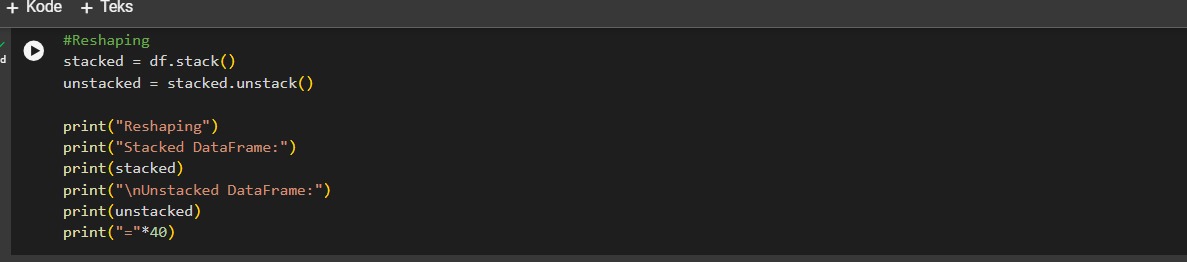 + Kode + Teks
d
#Reshaping
stacked = df.stack()
unstacked = stacked.unstack()
print("Reshaping")
print("Stacked DataFrame:")
print(stacked)
print("\nUnstacked DataFrame:")
print(unstacked)
print("="*40)